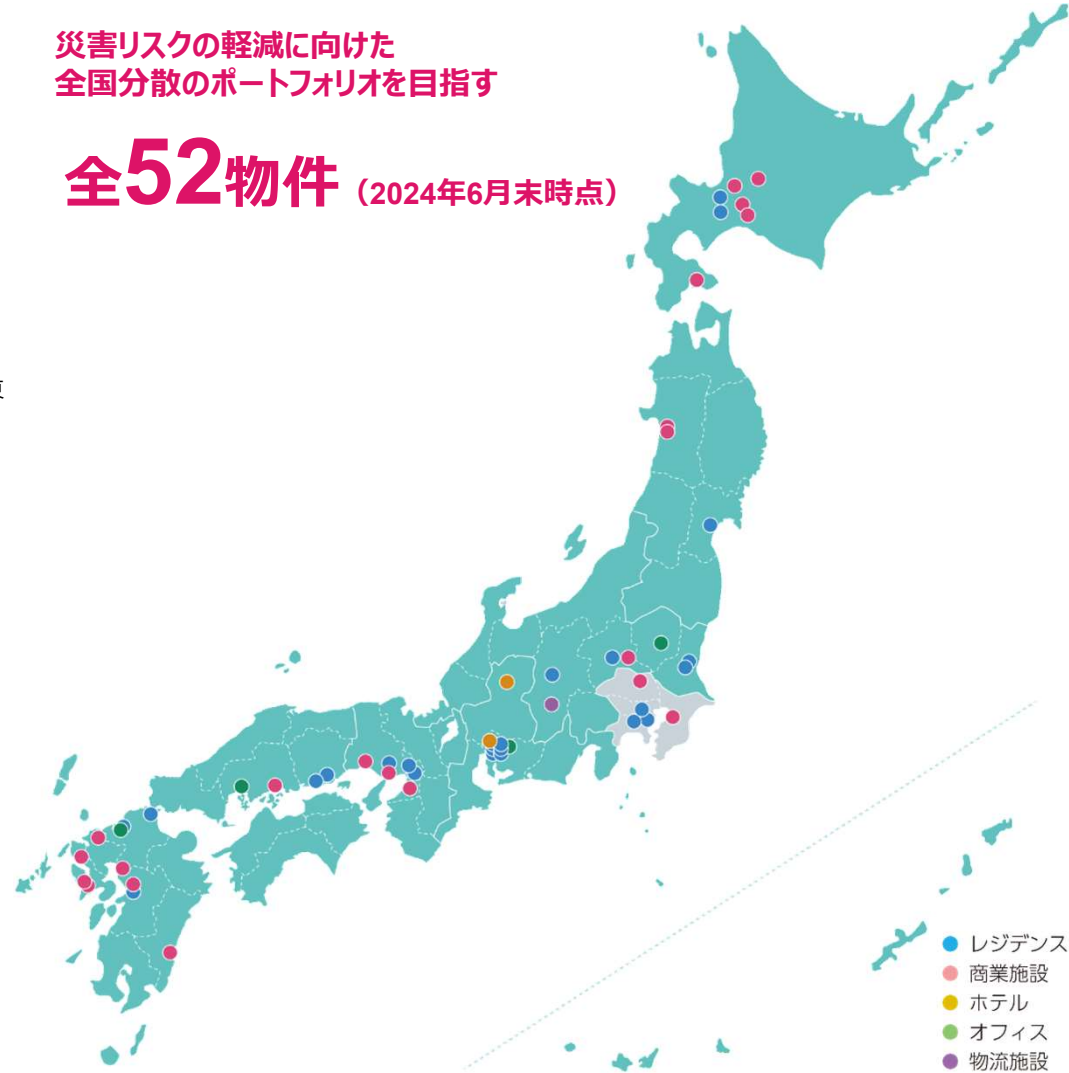 災害リスクの軽減に向けた
全国分散のポートフォリオを目指す
全52物件（2024年6月末時点）
レジデンス
商業施設
ホテル
オフィス
物流施設